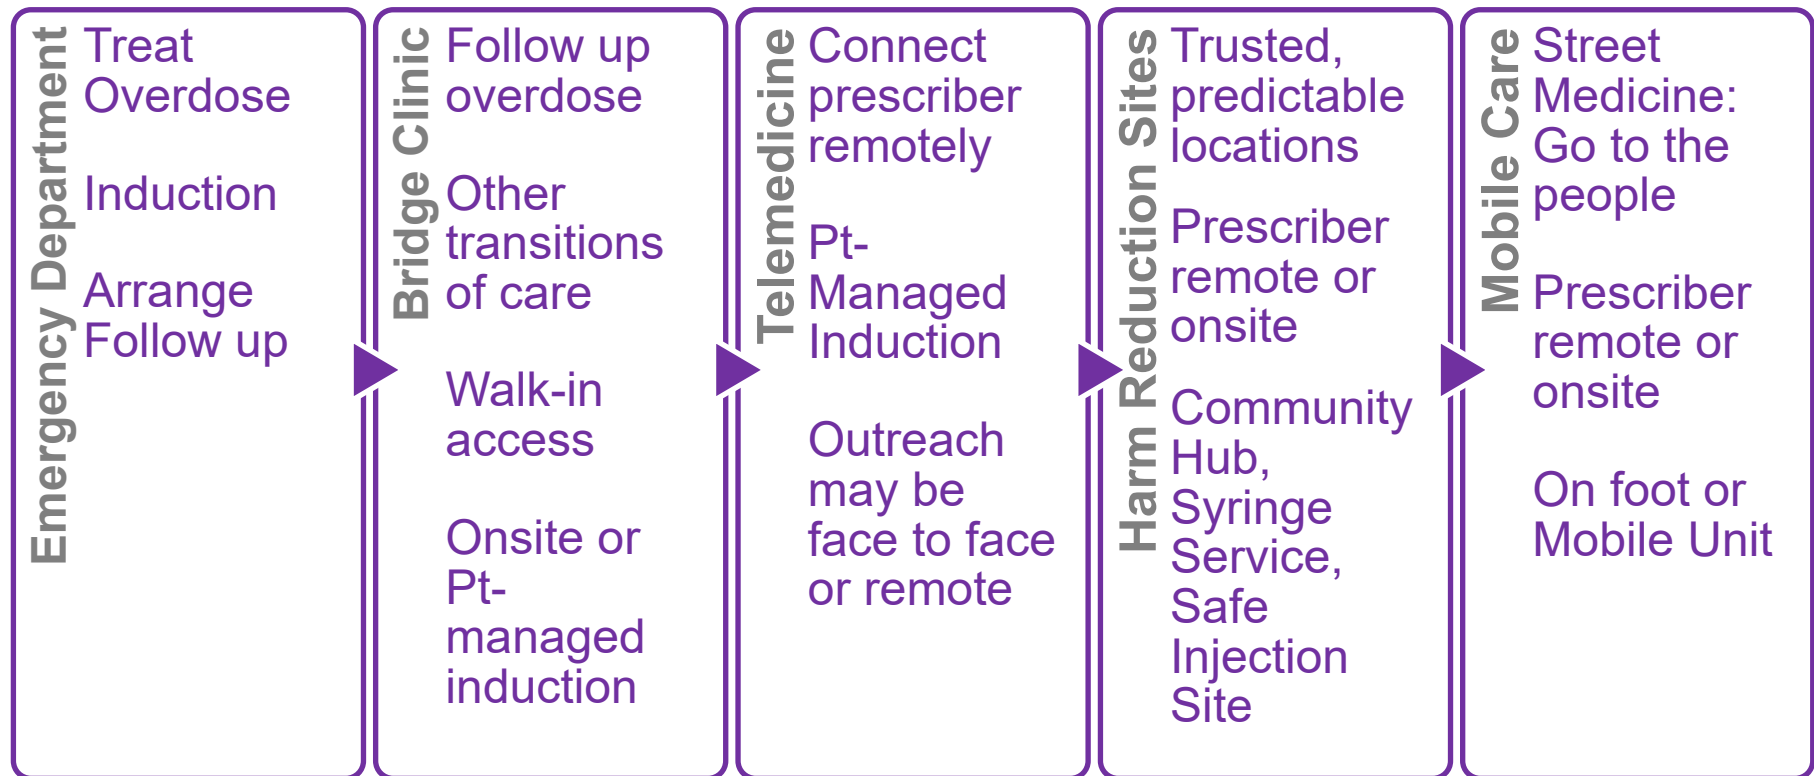 Emergency Department
Treat
Overdose
Induction
Arrange
Follow up
Bridge Clinic
Follow up
overdose
Other
transitions
of care
Walk-in
access
Onsite or
Pt-
managed
induction
Telemedicine
Connect
prescriber
remotely
Pt-
Managed
Induction
Outreach
may be
face to face
or remote
Harm Reduction Sites
Trusted,
predictable
locations
Prescriber
remote or
onsite
Community
Hub,
Syringe
Service,
Safe
Injection
Site
Mobile Care
Street
Medicine:
Go to the
people
Prescriber
remote or
onsite
On foot or
Mobile Unit